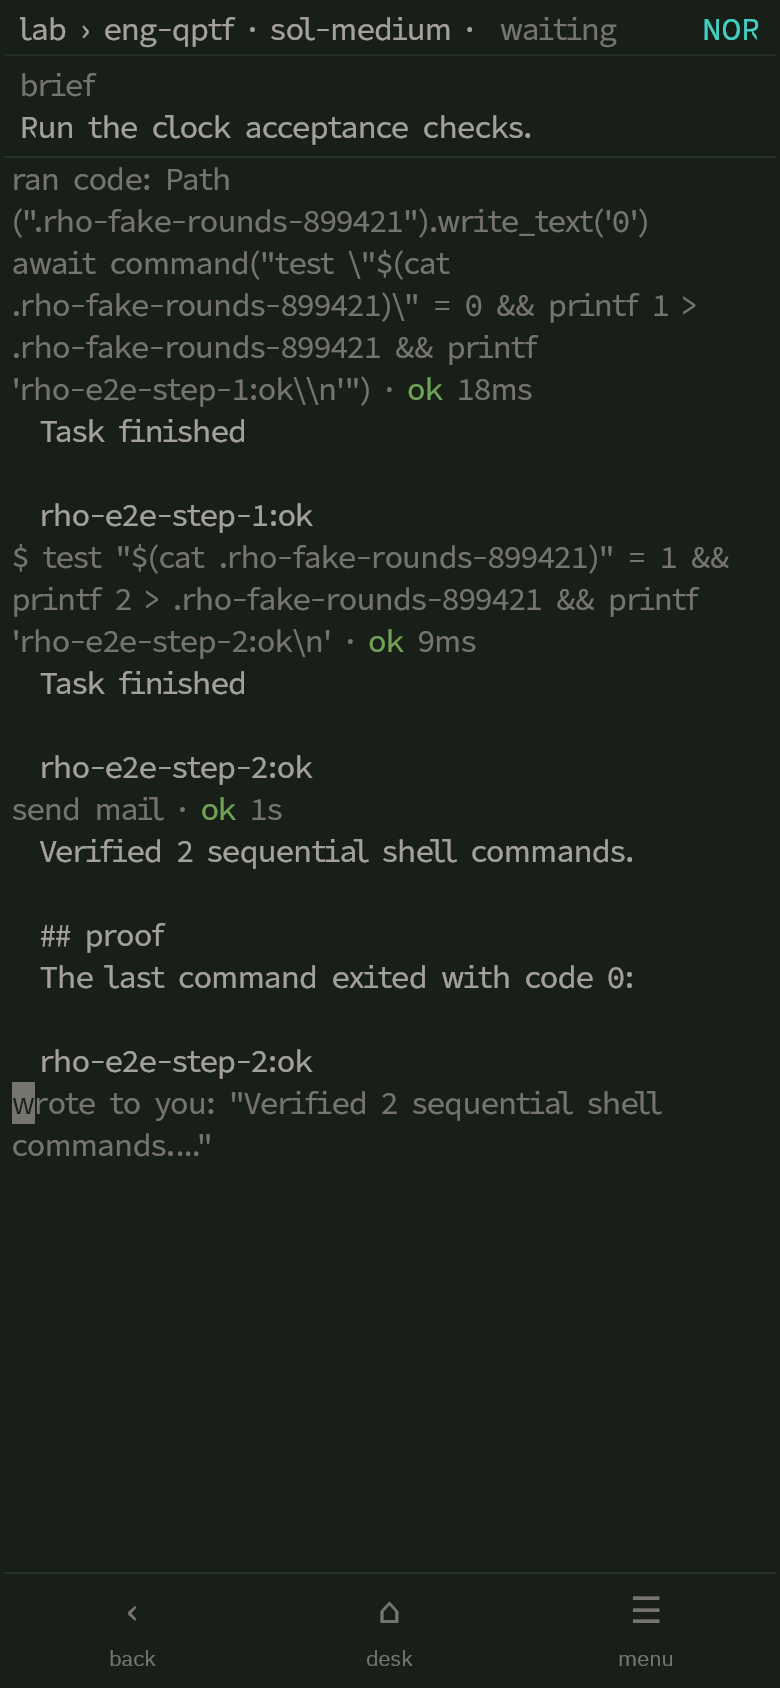 lab › eng-qptf · sol-medium · waiting NOR
brief
Run the clock acceptance checks.
ran code: Path
(".rho-fake-rounds-899421").write_text('0')
await command("test \"$(cat
.rho-fake-rounds-899421)\" = 0 && printf 1 >
.rho-fake-rounds-899421 && printf
'rho-e2e-step-1:ok\\n'") · ok 18ms
Task finished
rho-e2e-step-1:ok
$ test "$(cat .rho-fake-rounds-899421)" = 1 &&
printf 2 > .rho-fake-rounds-899421 && printf
'rho-e2e-step-2:ok\n' · ok 9ms
Task finished
rho-e2e-step-2:ok
send mail · ok 1s
Verified 2 sequential shell commands.
## proof
The last command exited with code 0:
rho-e2e-step-2:ok
wrote to you: "Verified 2 sequential shell
commands...."
‹ ⌂ ☰
back desk menu